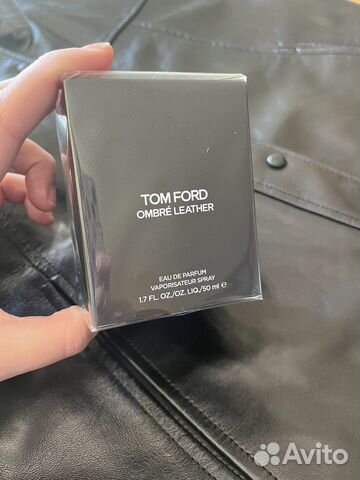 TOM FORD
OMBRÉ LEATHER
EAU DE PARFUM
VAPORISATEUR SPRAY
1.7 FL. OZ./OZ. LIQ./50 ml ℮
Avito